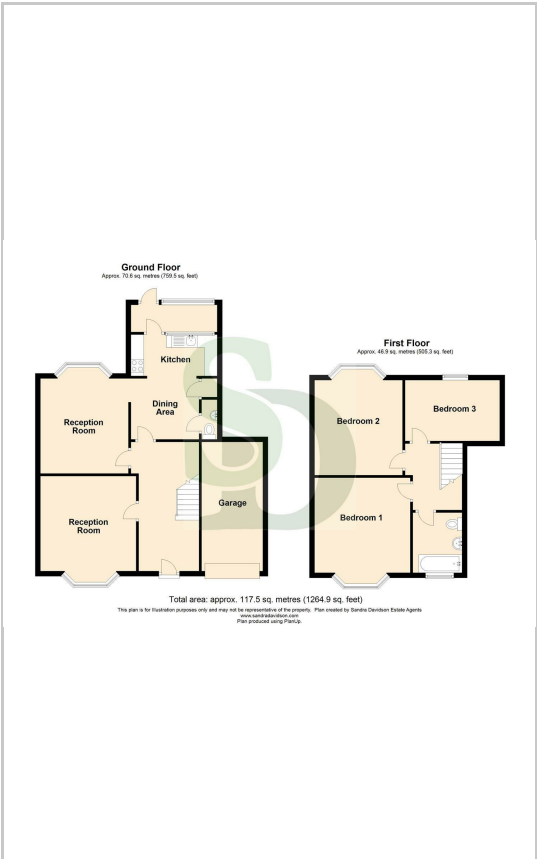 Ground Floor
Approx. 70.6 sq. metres (759.5 sq. feet)
Kitchen
Dining
Area
Reception
Room
Reception
Room
Garage
First Floor
Approx. 46.9 sq. metres (505.3 sq. feet)
Bedroom 2
Bedroom 3
Bedroom 1
Total area: approx. 117.5 sq. metres (1264.9 sq. feet)
This plan is for illustration purposes only and may not be representative of the property. Plan created by Sandra Davidson Estate Agents
www.sandradavidson.com
Plan produced using PlanUp.
SD